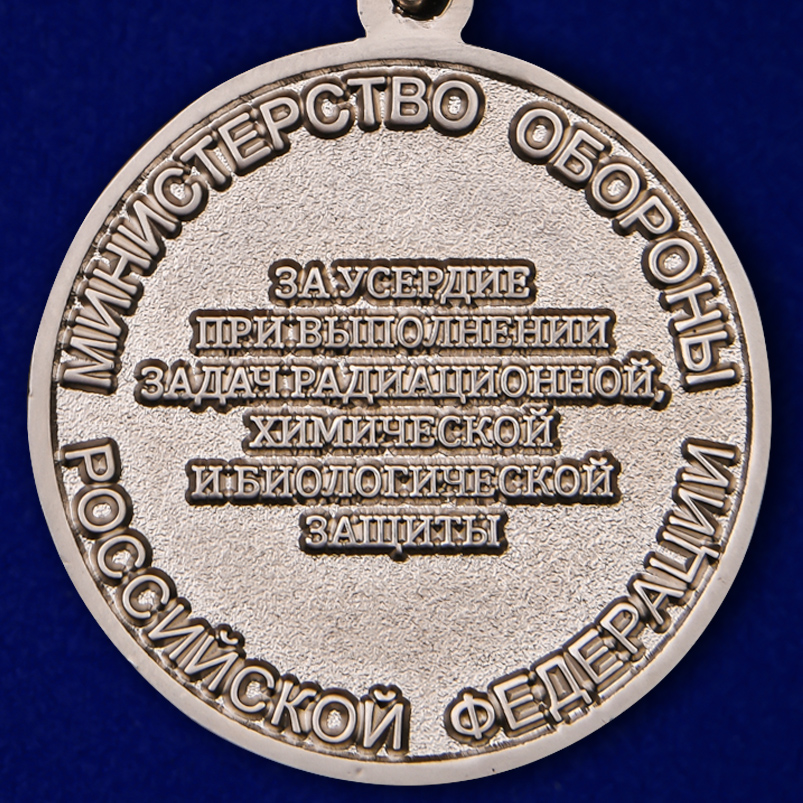 МИНИСТЕРСТВО ОБОРОНЫ
ЗА УСЕРДИЕ
ПРИ ВЫПОЛНЕНИИ
ЗАДАЧ РАДИАЦИОННОЙ,
ХИМИЧЕСКОЙ
И БИОЛОГИЧЕСКОЙ
ЗАЩИТЫ
РОССИЙСКОЙ ФЕДЕРАЦИИ